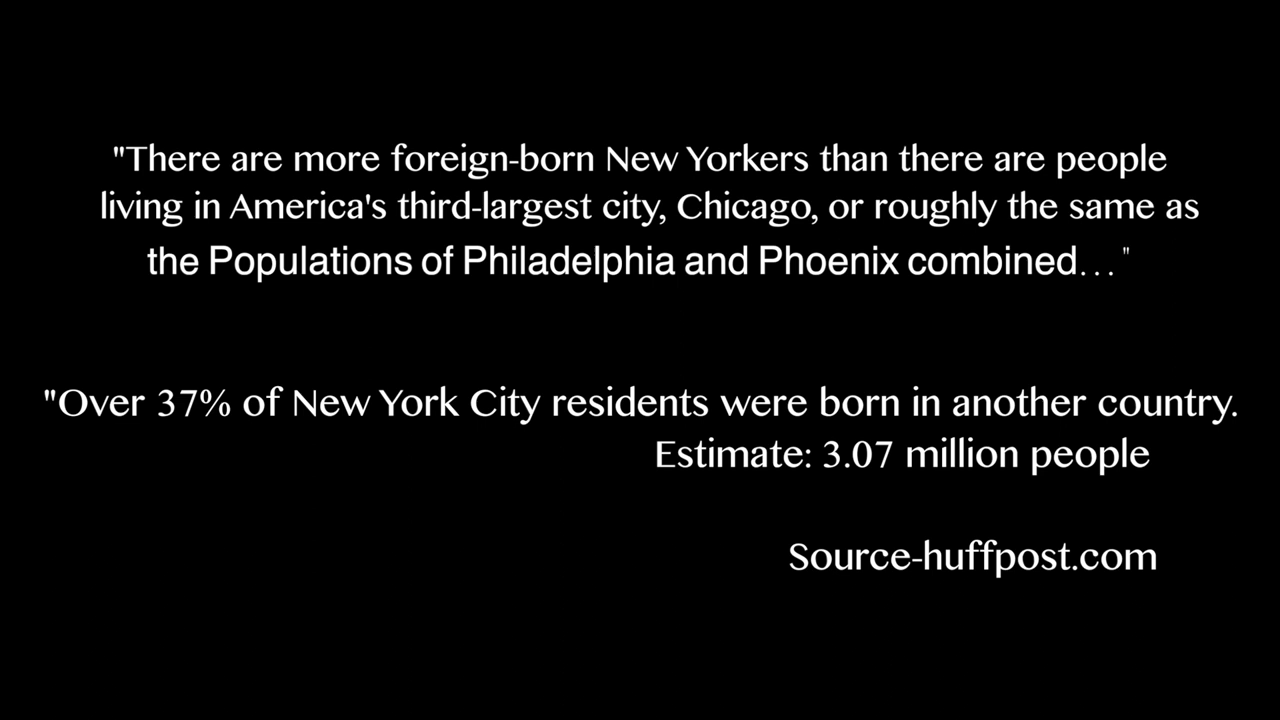 "There are more foreign-born New Yorkers than there are people
living in America's third-largest city, Chicago, or roughly the same as
the Populations of Philadelphia and Phoenix combined..."
"Over 37% of New York City residents were born in another country.
Estimate: 3.07 million people
Source-huffpost.com